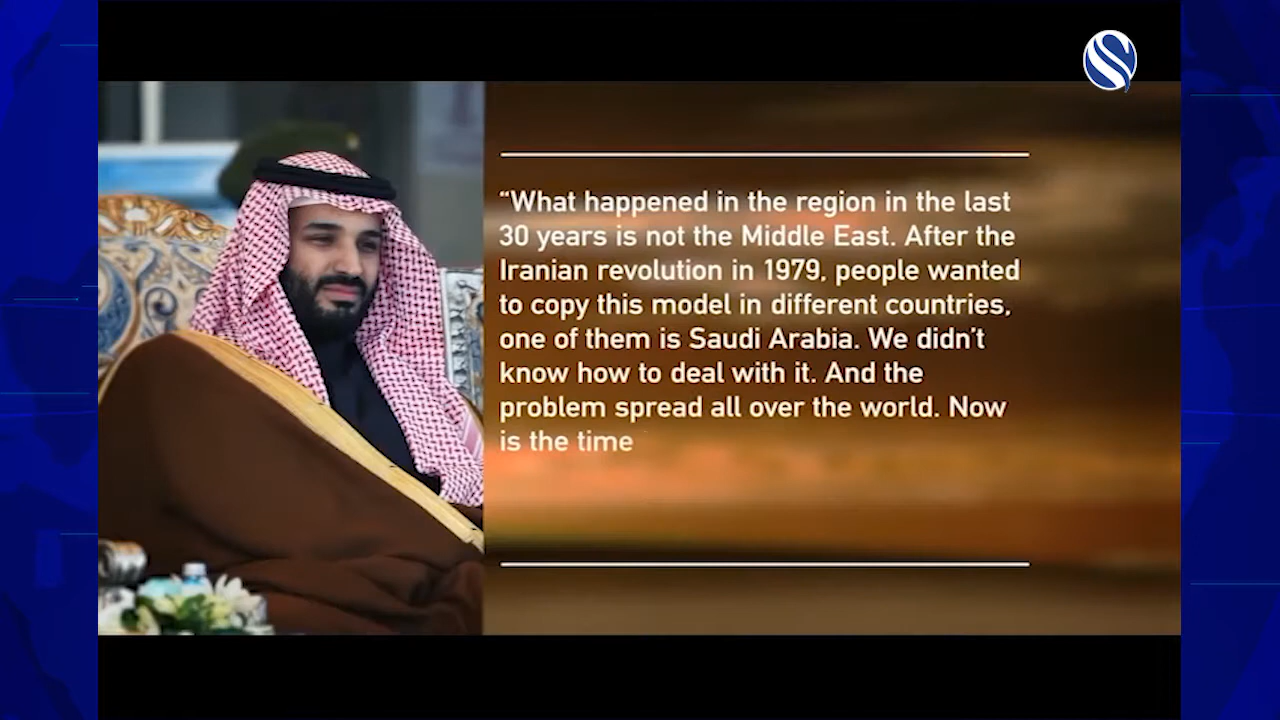 “What happened in the region in the last
30 years is not the Middle East. After the
Iranian revolution in 1979, people wanted
to copy this model in different countries,
one of them is Saudi Arabia. We didn’t
know how to deal with it. And the
problem spread all over the world. Now
is the time